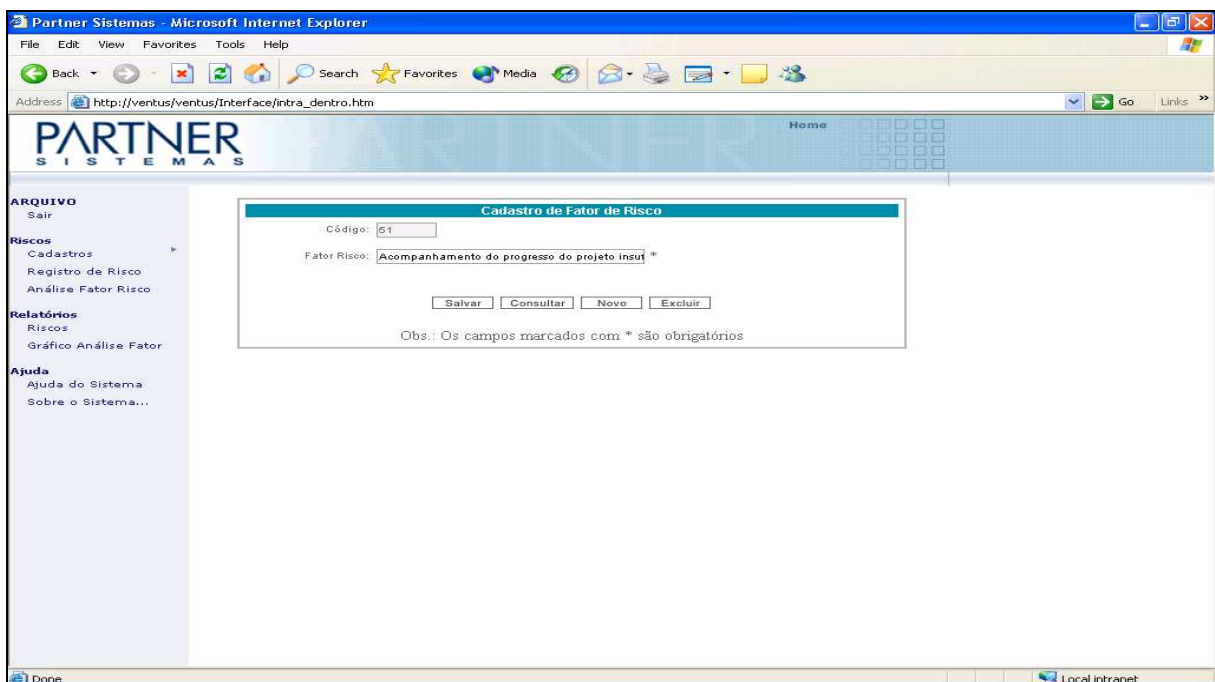 Partner Sistemas - Microsoft Internet Explorer
File Edit View Favorites Tools Help
Back Search Favorites Media
Address http://ventus/ventus/Interface/intra_dentro.htm Go Links »
PARTNER
SISTEMAS
PARTNER
Home
ARQUIVO
Sair
Riscos
Cadastros
Registro de Risco
Análise Fator Risco
Relatórios
Riscos
Gráfico Análise Fator
Ajuda
Ajuda do Sistema
Sobre o Sistema...
Cadastro de Fator de Risco
Código: 51
Fator Risco: Acompanhamento do progresso do projeto insuf *
Salvar Consultar Novo Excluir
Obs.: Os campos marcados com * são obrigatórios
Done Local intranet